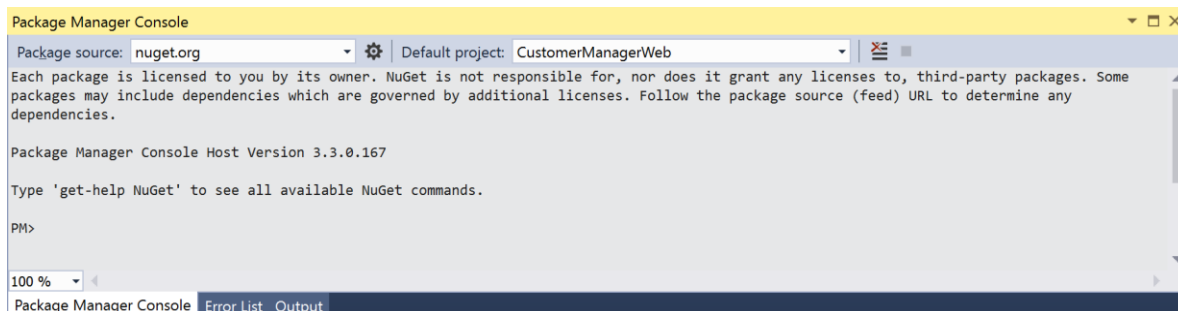 Package Manager Console
Package source: nuget.org Default project: CustomerManagerWeb
Each package is licensed to you by its owner. NuGet is not responsible for, nor does it grant any licenses to, third-party packages. Some
packages may include dependencies which are governed by additional licenses. Follow the package source (feed) URL to determine any
dependencies.
Package Manager Console Host Version 3.3.0.167
Type 'get-help NuGet' to see all available NuGet commands.
PM>
100 %
Package Manager Console Error List Output